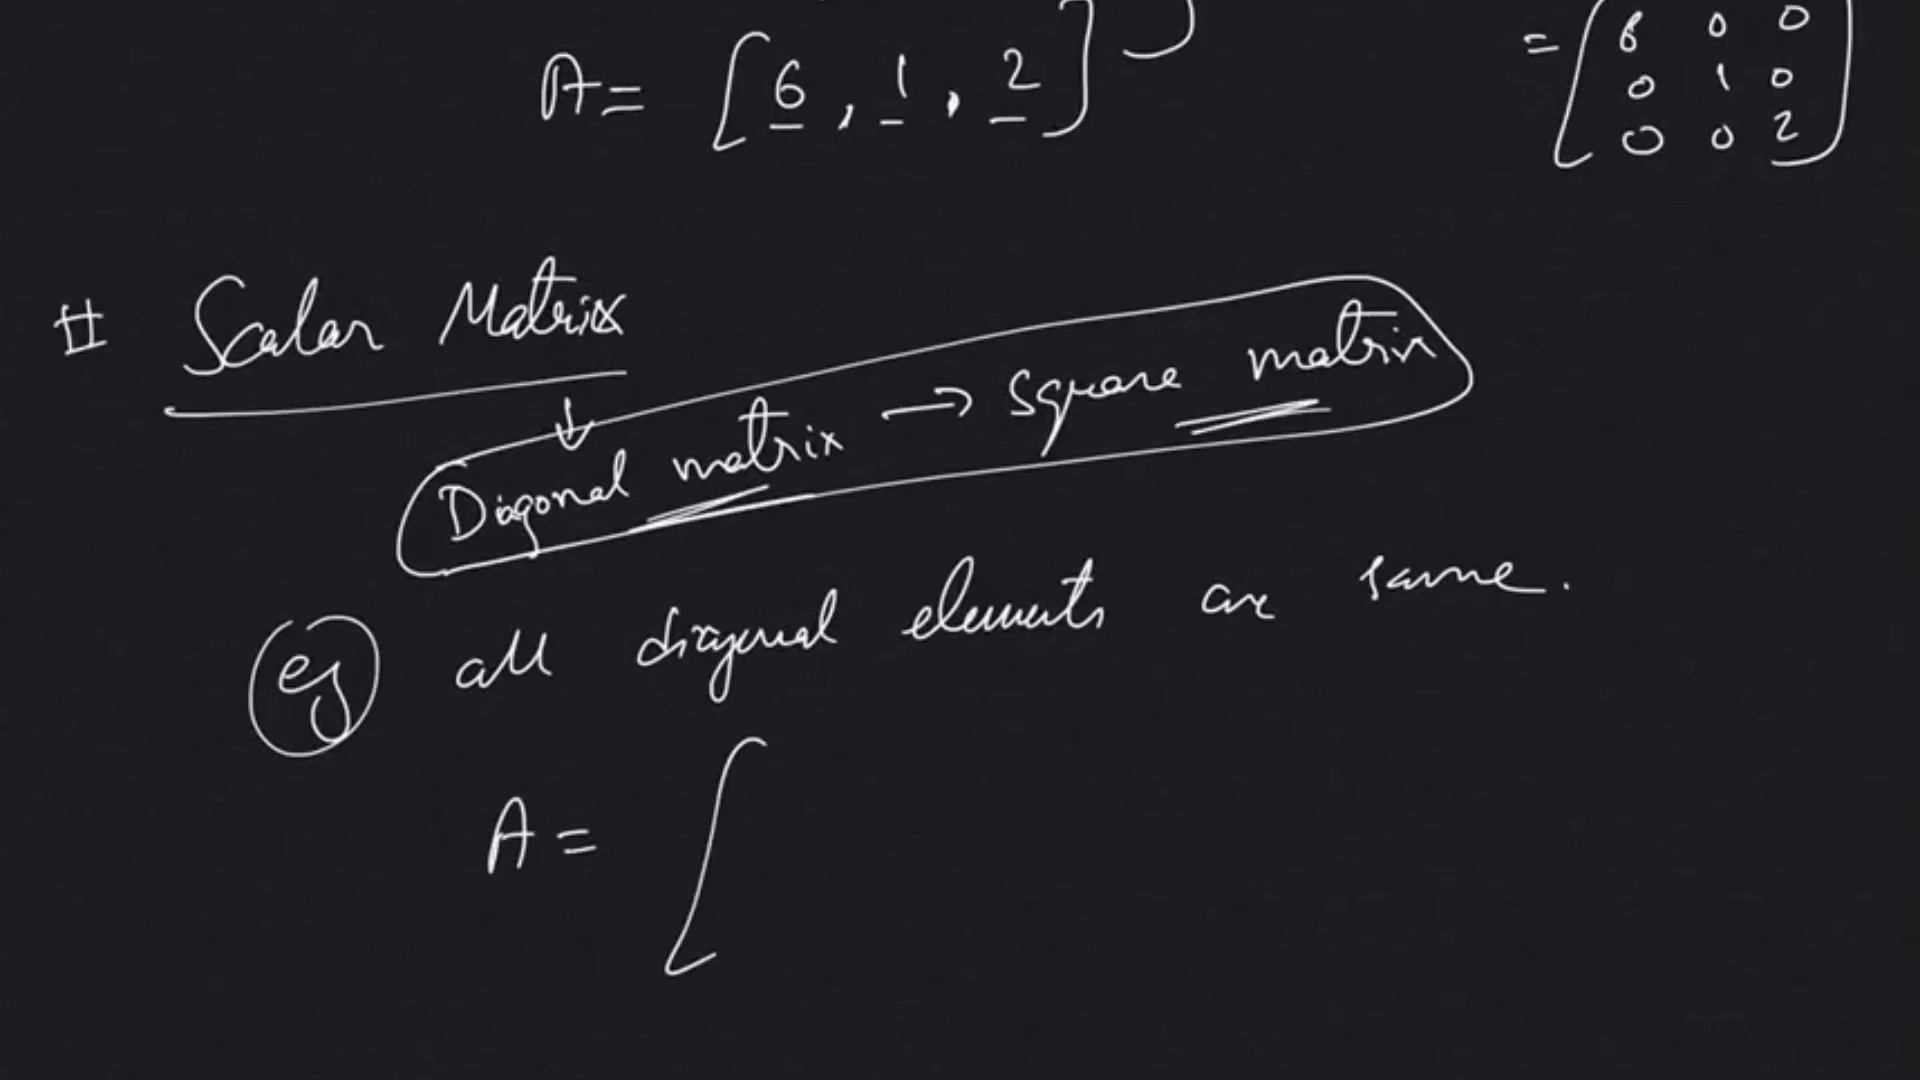 A = [6, 1, 2]
= [6 0 0
0 1 0
0 0 2]
# Scalar Matrix
↓
Diagonal matrix → Square matrix
eg all diagonal elements are same.
A = [